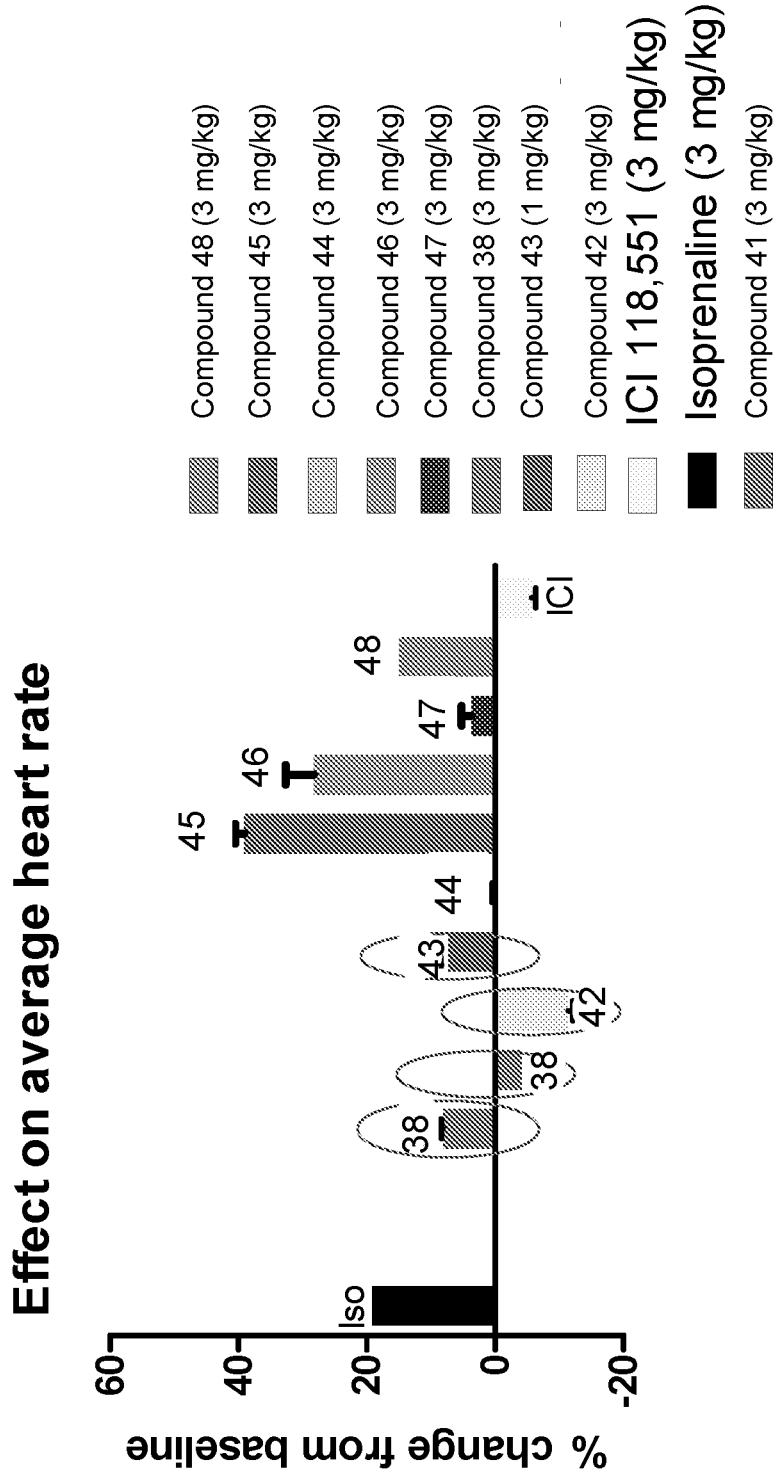 Effect on average heart rate
% change from baseline
60
40
20
0
-20
Iso
38
38
42
43
44
45
46
47
48
ICI
Compound 48 (3 mg/kg)
Compound 45 (3 mg/kg)
Compound 44 (3 mg/kg)
Compound 46 (3 mg/kg)
Compound 47 (3 mg/kg)
Compound 38 (3 mg/kg)
Compound 43 (1 mg/kg)
Compound 42 (3 mg/kg)
ICI 118,551 (3 mg/kg)
Isoprenaline (3 mg/kg)
Compound 41 (3 mg/kg)